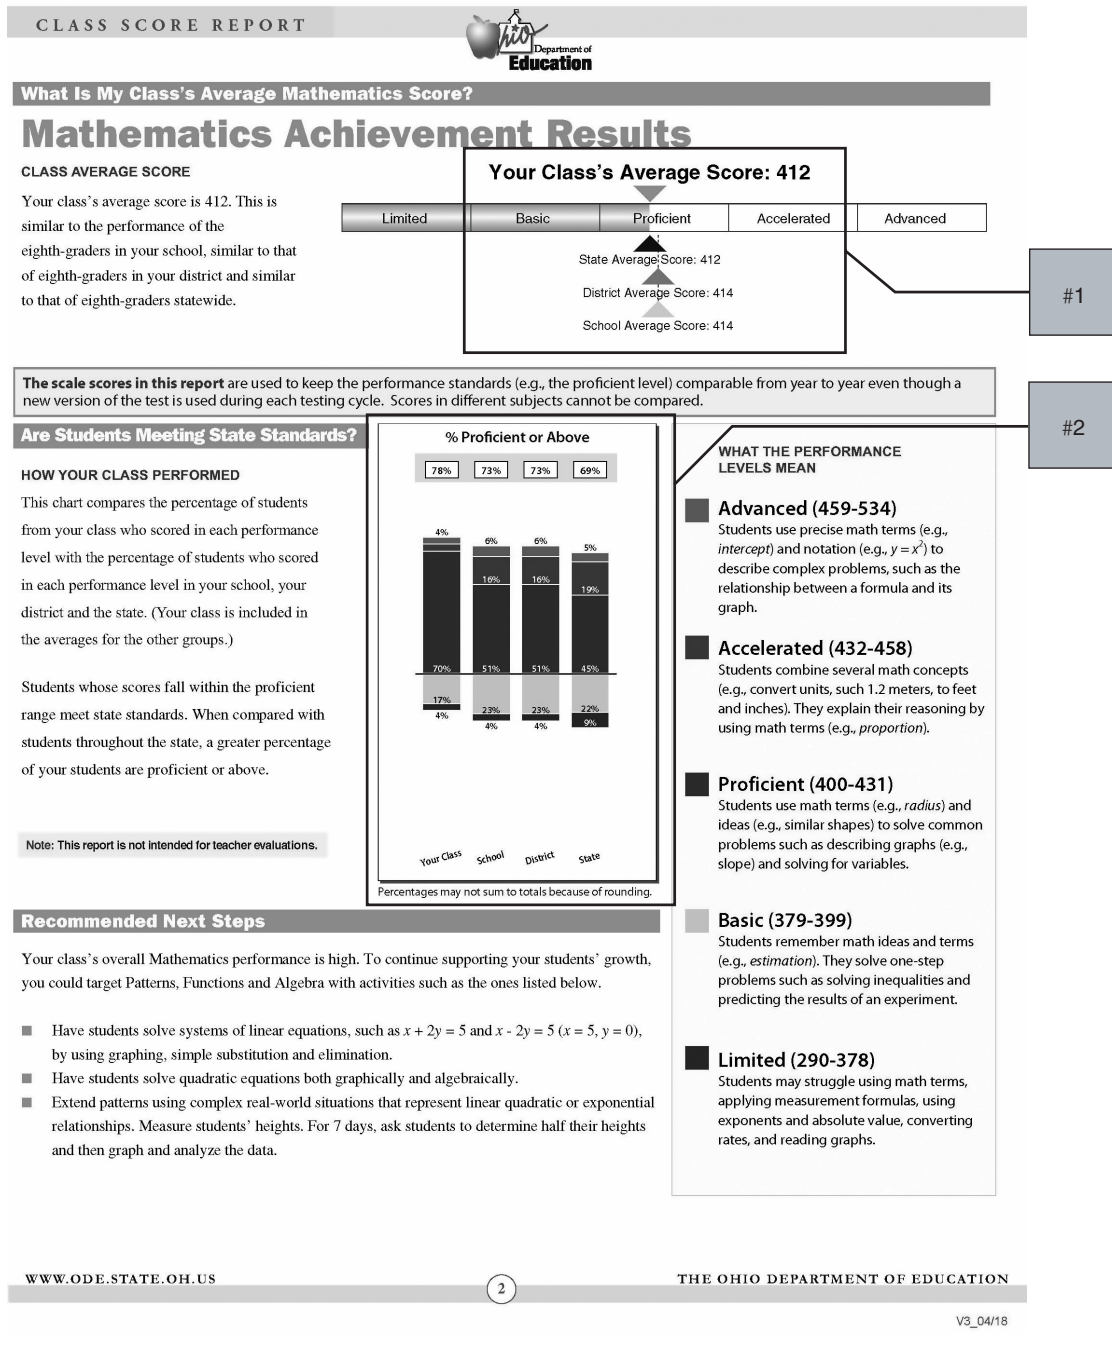 CLASS SCORE REPORT
Ohio
Department of
Education
What Is My Class's Average Mathematics Score?
Mathematics Achievement Results
CLASS AVERAGE SCORE
Your class's average score is 412. This is
similar to the performance of the
eighth-graders in your school, similar to that
of eighth-graders in your district and similar
to that of eighth-graders statewide.
Your Class's Average Score: 412
Limited Basic Proficient Accelerated Advanced
State Average Score: 412
District Average Score: 414
School Average Score: 414
#1
The scale scores in this report are used to keep the performance standards (e.g., the proficient level) comparable from year to year even though a
new version of the test is used during each testing cycle. Scores in different subjects cannot be compared.
Are Students Meeting State Standards?
HOW YOUR CLASS PERFORMED
This chart compares the percentage of students
from your class who scored in each performance
level with the percentage of students who scored
in each performance level in your school, your
district and the state. (Your class is included in
the averages for the other groups.)
Students whose scores fall within the proficient
range meet state standards. When compared with
students throughout the state, a greater percentage
of your students are proficient or above.
Note: This report is not intended for teacher evaluations.
% Proficient or Above
78% 73% 73% 69%
4% 6% 6% 5%
16% 16% 19%
70% 51% 51% 45%
17% 23% 23% 22%
4% 4% 4% 9%
Your Class School District State
Percentages may not sum to totals because of rounding.
#2
WHAT THE PERFORMANCE
LEVELS MEAN
Advanced (459-534)
Students use precise math terms (e.g.,
intercept) and notation (e.g., y = x²) to
describe complex problems, such as the
relationship between a formula and its
graph.
Accelerated (432-458)
Students combine several math concepts
(e.g., convert units, such 1.2 meters, to feet
and inches). They explain their reasoning by
using math terms (e.g., proportion).
Proficient (400-431)
Students use math terms (e.g., radius) and
ideas (e.g., similar shapes) to solve common
problems such as describing graphs (e.g.,
slope) and solving for variables.
Basic (379-399)
Students remember math ideas and terms
(e.g., estimation). They solve one-step
problems such as solving inequalities and
predicting the results of an experiment.
Limited (290-378)
Students may struggle using math terms,
applying measurement formulas, using
exponents and absolute value, converting
rates, and reading graphs.
Recommended Next Steps
Your class's overall Mathematics performance is high. To continue supporting your students' growth,
you could target Patterns, Functions and Algebra with activities such as the ones listed below.
Have students solve systems of linear equations, such as x + 2y = 5 and x - 2y = 5 (x = 5, y = 0),
by using graphing, simple substitution and elimination.
Have students solve quadratic equations both graphically and algebraically.
Extend patterns using complex real-world situations that represent linear quadratic or exponential
relationships. Measure students' heights. For 7 days, ask students to determine half their heights
and then graph and analyze the data.
WWW.ODE.STATE.OH.US
2
THE OHIO DEPARTMENT OF EDUCATION
V3_04/18